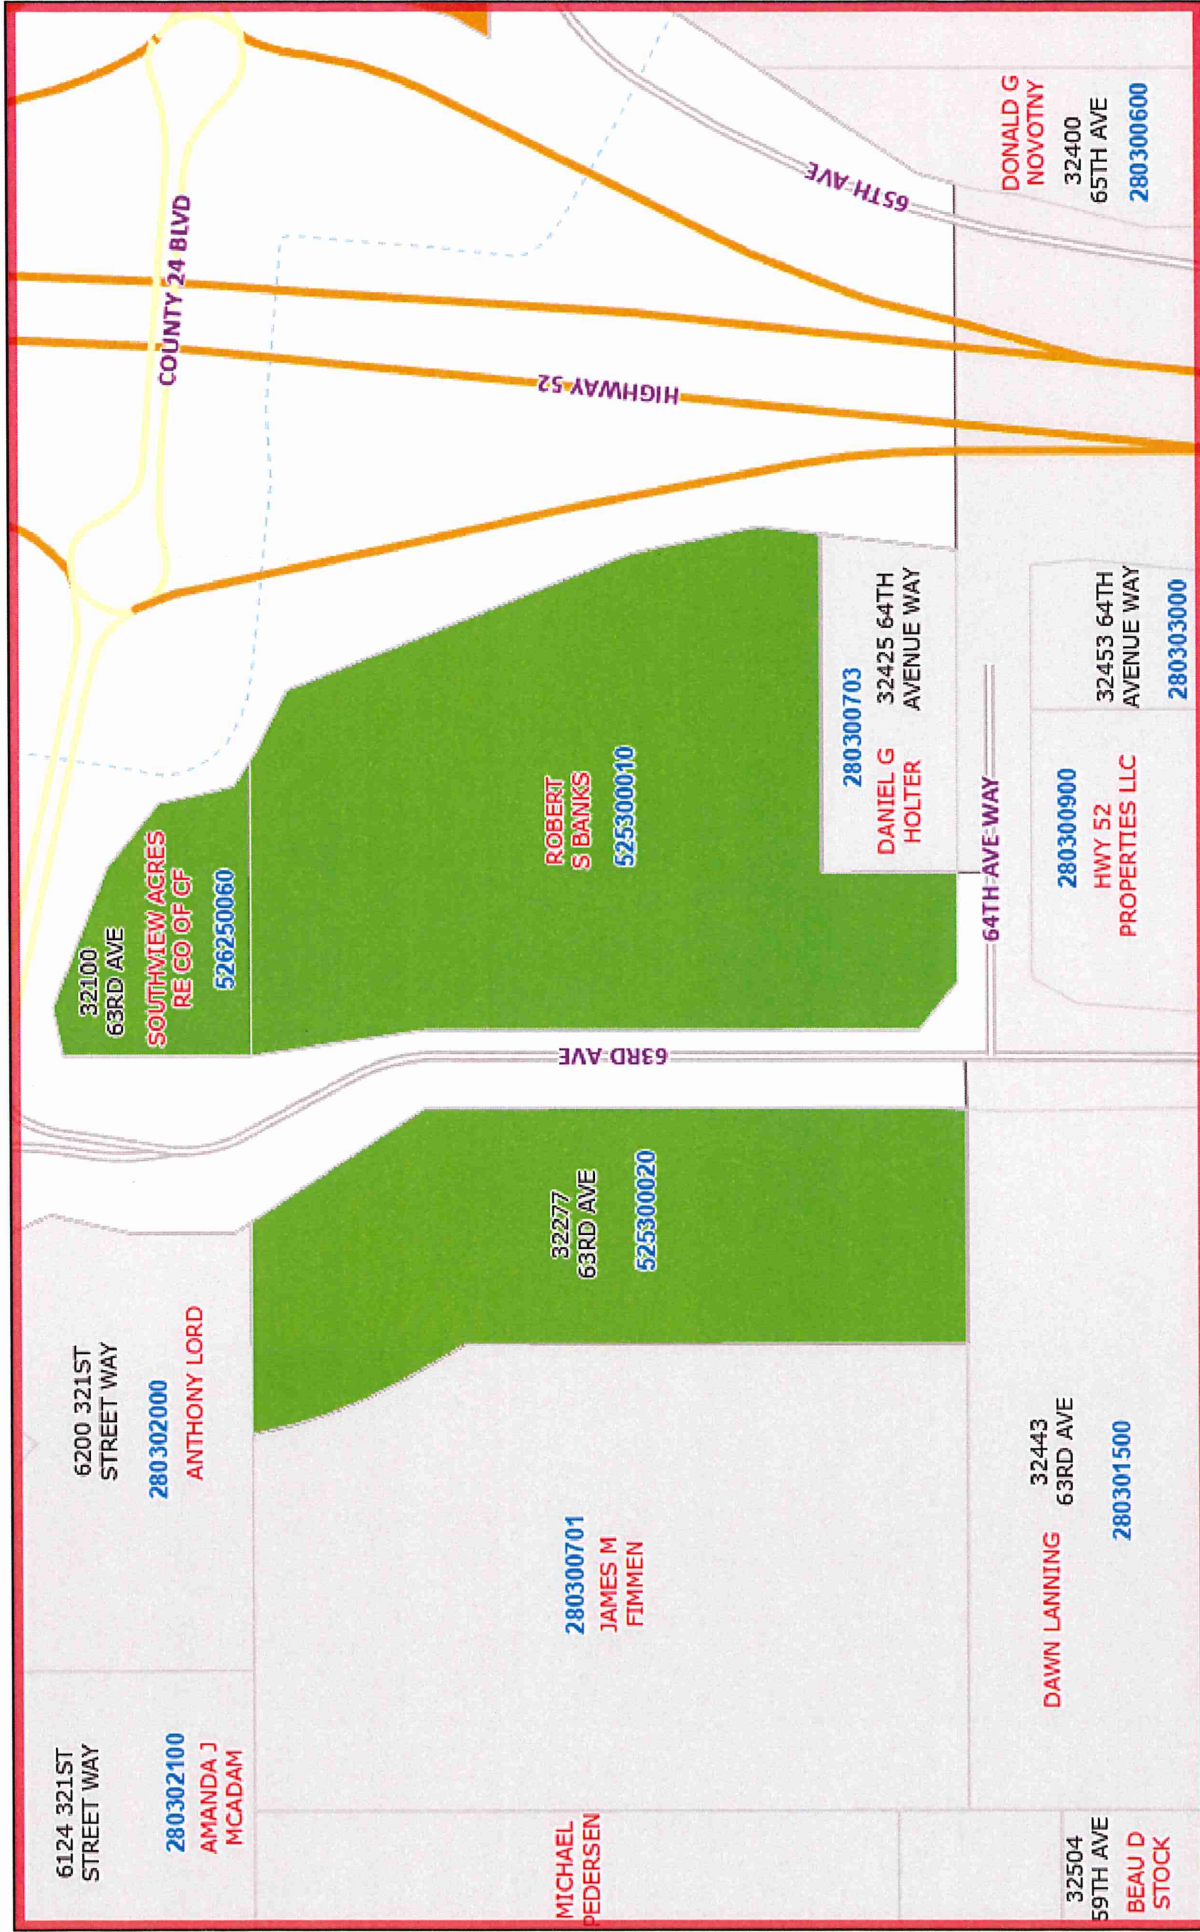 6124 321ST
STREET WAY
280302100
AMANDA J
MCADAM
6200 321ST
STREET WAY
280302000
ANTHONY LORD
32100
63RD AVE
SOUTHVIEW ACRES
RE CO OF CF
526250060
COUNTY 24 BLVD
MICHAEL
PEDERSEN
280300701
JAMES M
FIMMEN
32277
63RD AVE
525300020
63RD AVE
ROBERT
S BANKS
525300010
HIGHWAY 52
65TH AVE
280300703
DANIEL G
HOLTER
32425 64TH
AVENUE WAY
64TH AVE WAY
32504
59TH AVE
BEAU D
STOCK
32443
63RD AVE
DAWN LANNING
280301500
280300900
HWY 52
PROPERTIES LLC
32453 64TH
AVENUE WAY
280303000
DONALD G
NOVOTNY
32400
65TH AVE
280300600